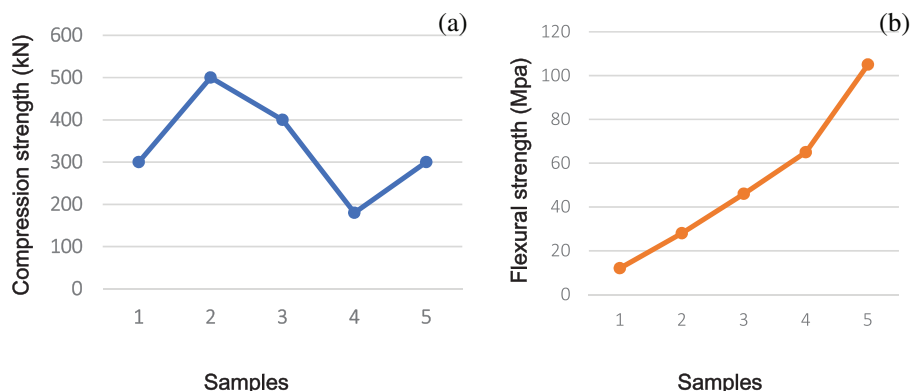 (a)
Compression strength (kN)
600
500
400
300
200
100
0
1 2 3 4 5
Samples
(b)
Flexural strength (Mpa)
120
100
80
60
40
20
0
1 2 3 4 5
Samples